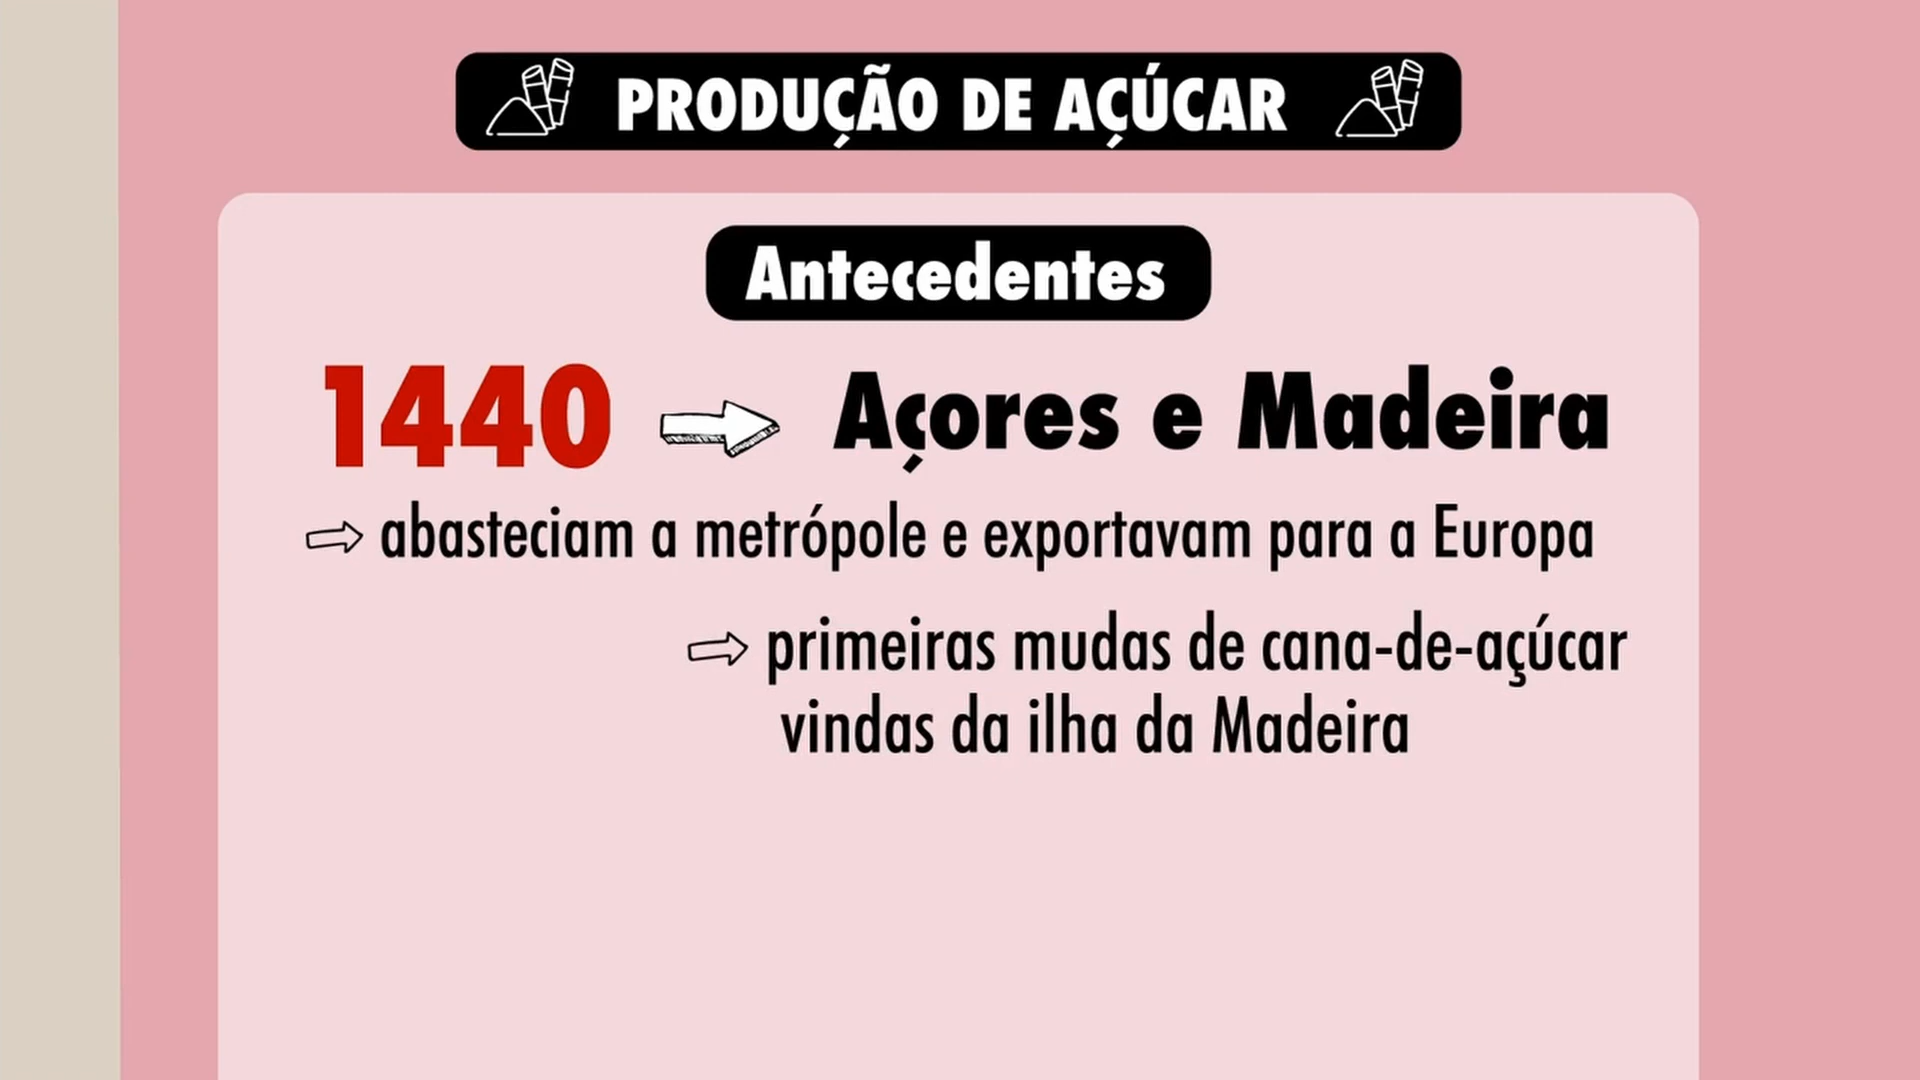 PRODUÇÃO DE AÇÚCAR
Antecedentes
1440 Açores e Madeira
abasteciam a metrópole e exportavam para a Europa
primeiras mudas de cana-de-açúcar
vindas da ilha da Madeira